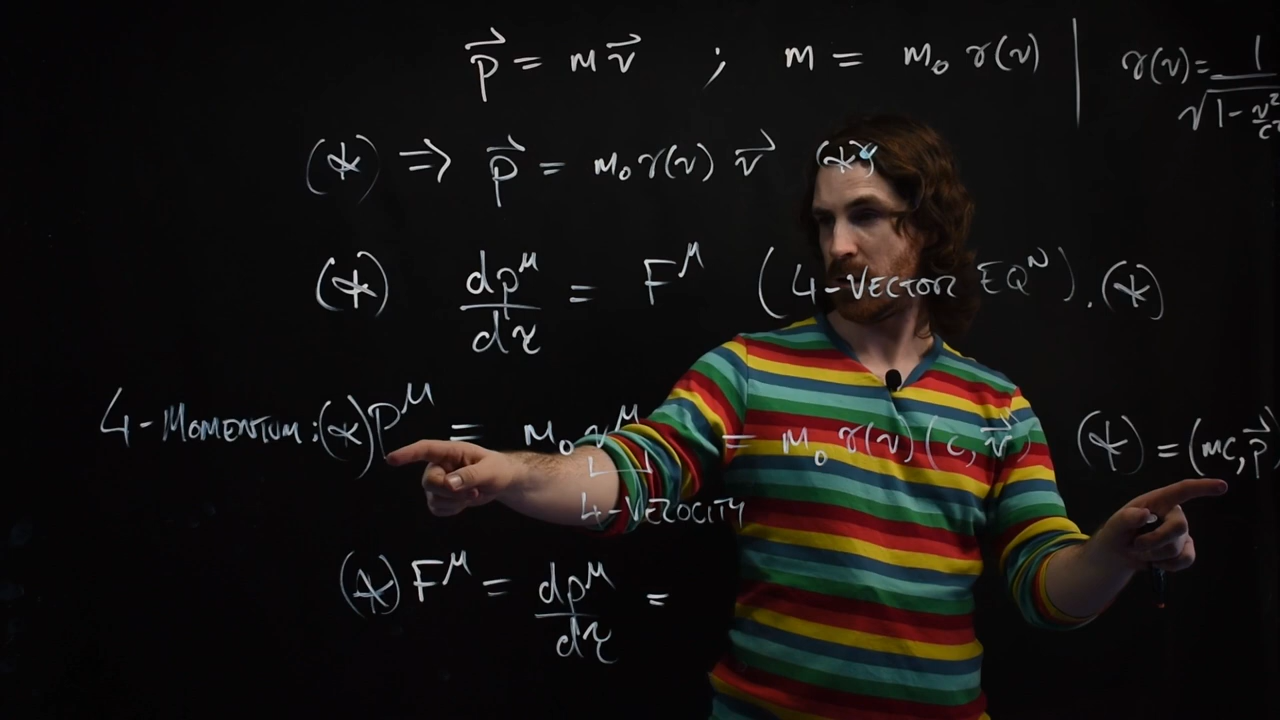 p⃗ = m v⃗ ; m = m₀ γ(v) | γ(v) = 1/√(1 - v²/c²
(*) => p⃗ = m₀ γ(v) v⃗ (*)
(*) dp^μ/dτ = F^μ (4-VECTOR EQ^N). (*)
4-MOMENTUM: (*) p^μ = m₀ v^μ = m₀ γ(v) (c, v⃗) (*) = (mc, p⃗)
4-VELOCITY
(*) F^μ = dp^μ/dτ =